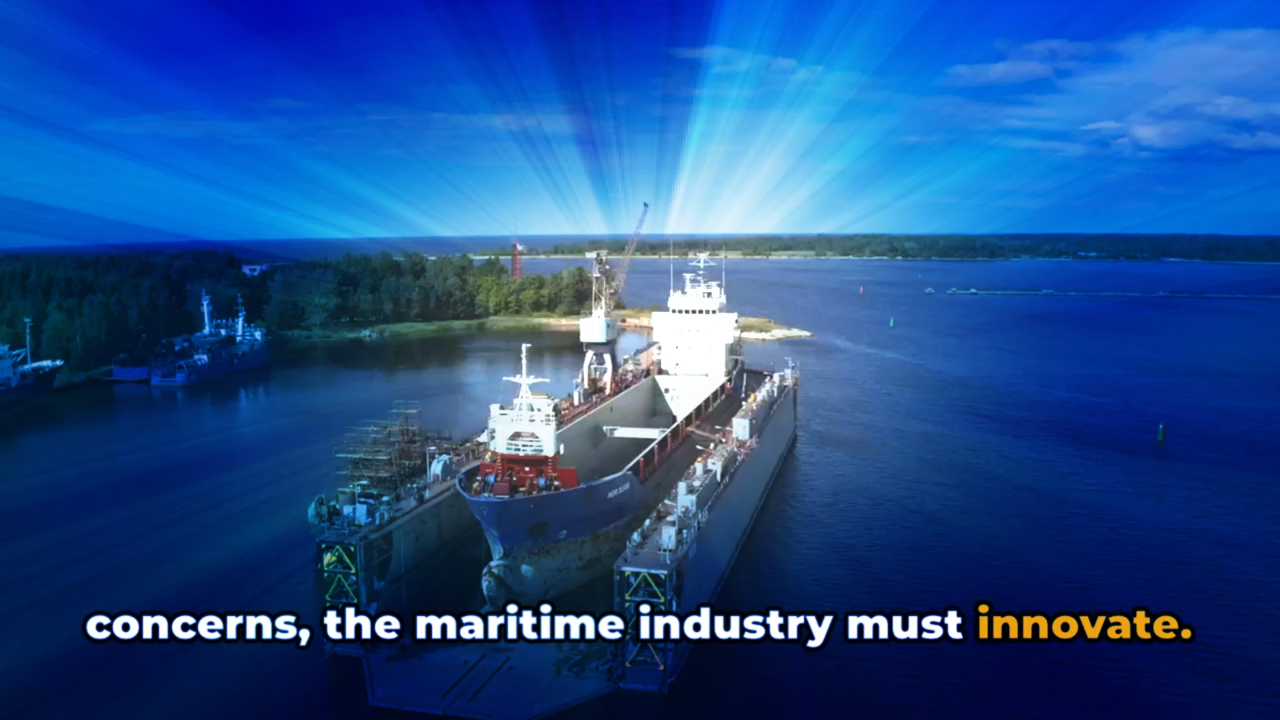 concerns, the maritime industry must innovate.